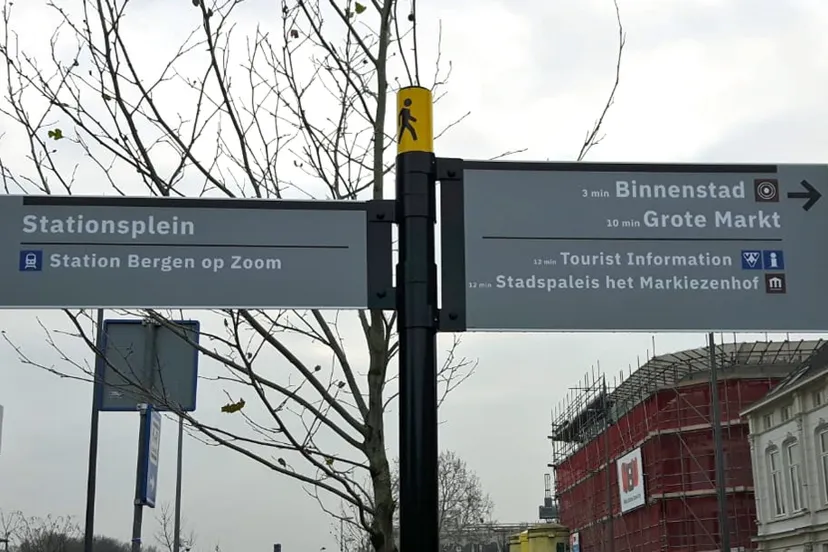 Stationsplein
Station Bergen op Zoom
3 min Binnenstad
10 min Grote Markt
12 min Tourist Information
12 min Stadspaleis het Markiezenhof